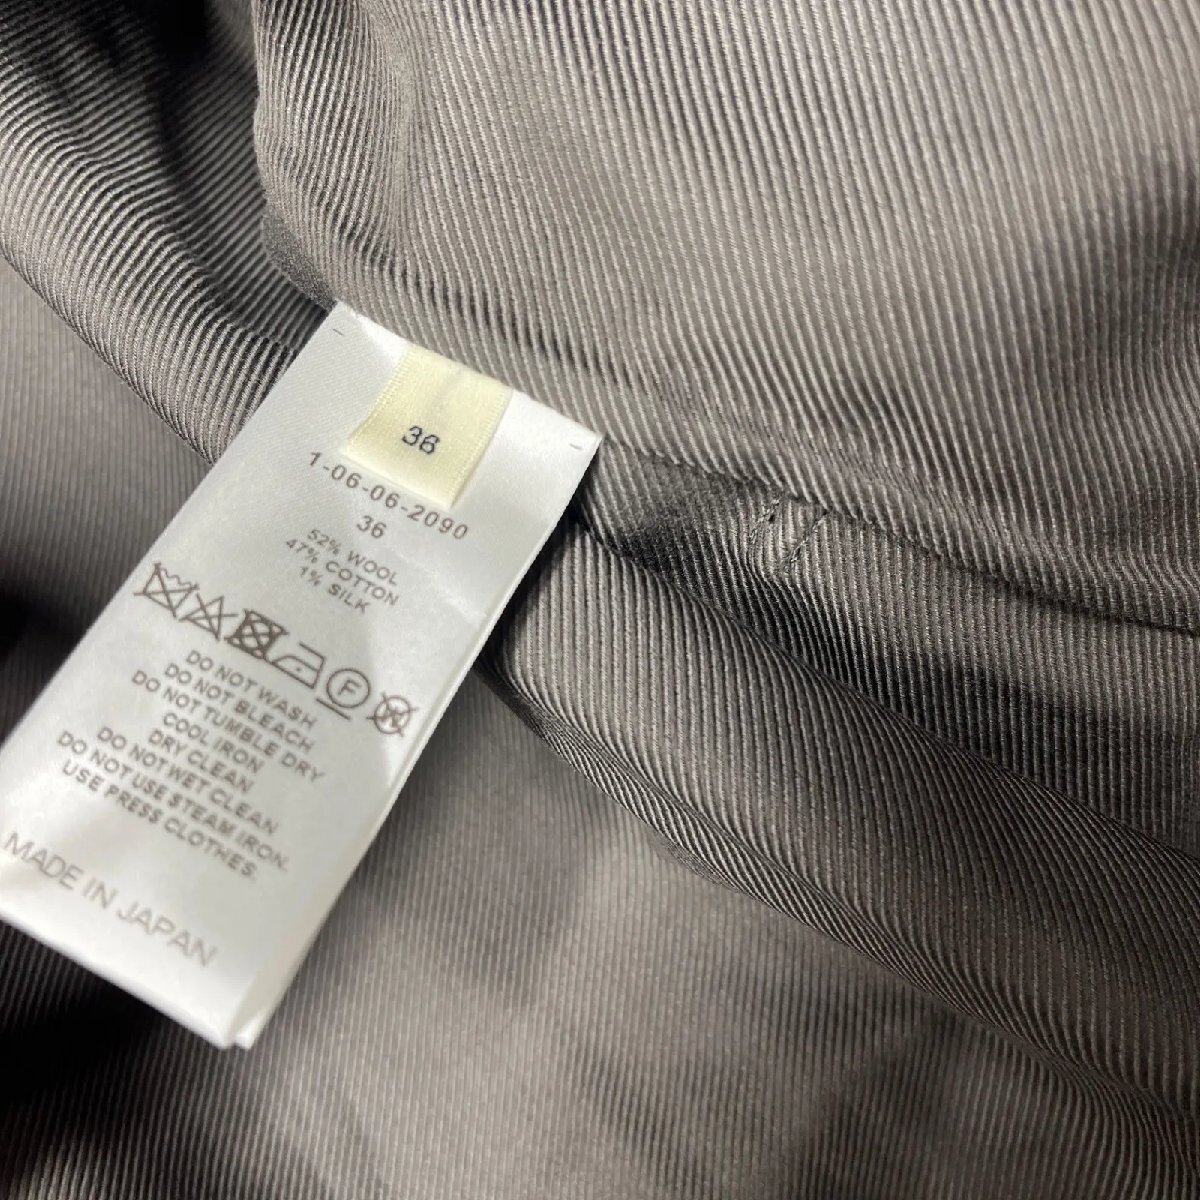 36
1-06-06-2090
36
52% WOOL
47% COTTON
1% SILK
F
DO NOT WASH
DO NOT BLEACH
DO NOT TUMBLE DRY
COOL IRON
DRY CLEAN
DO NOT WET CLEAN
DO NOT USE STEAM IRON.
USE PRESS CLOTHES.
MADE IN JAPAN